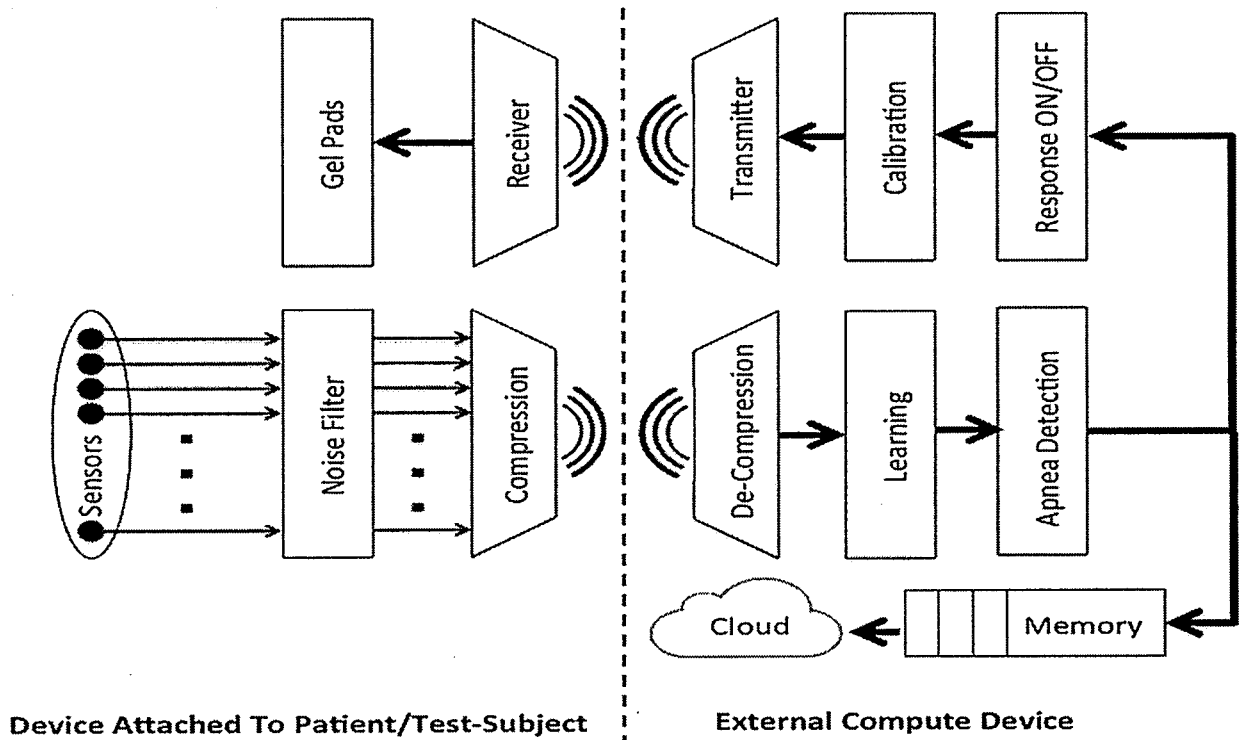 Gel Pads
Receiver
Transmitter
Calibration
Response ON/OFF
Sensors
Noise Filter
Compression
De-Compression
Learning
Apnea Detection
Cloud
Memory
Device Attached To Patient/Test-Subject
External Compute Device